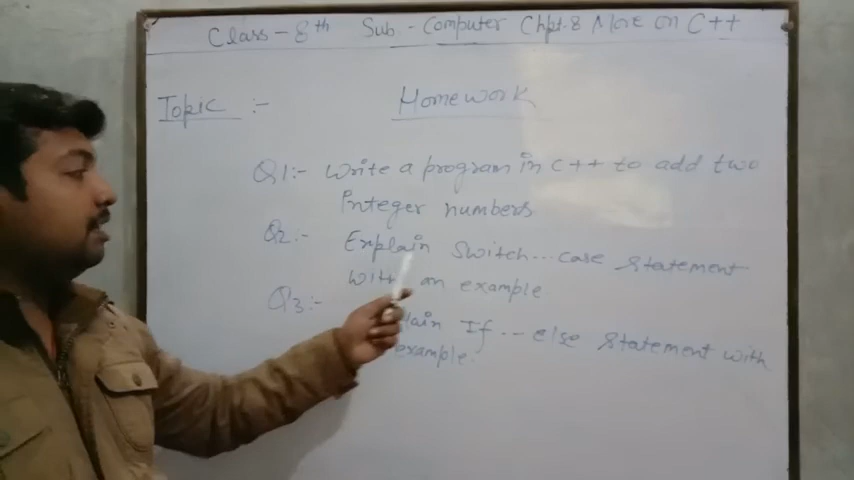 Class - 8th Sub - Computer Chpt. 8 More on C++
Topic :- Homework
Q1:- Write a program in C++ to add two
integer numbers
Q2:- Explain Switch... case statement
with an example
Q3:- lain If ... else statement with
example.